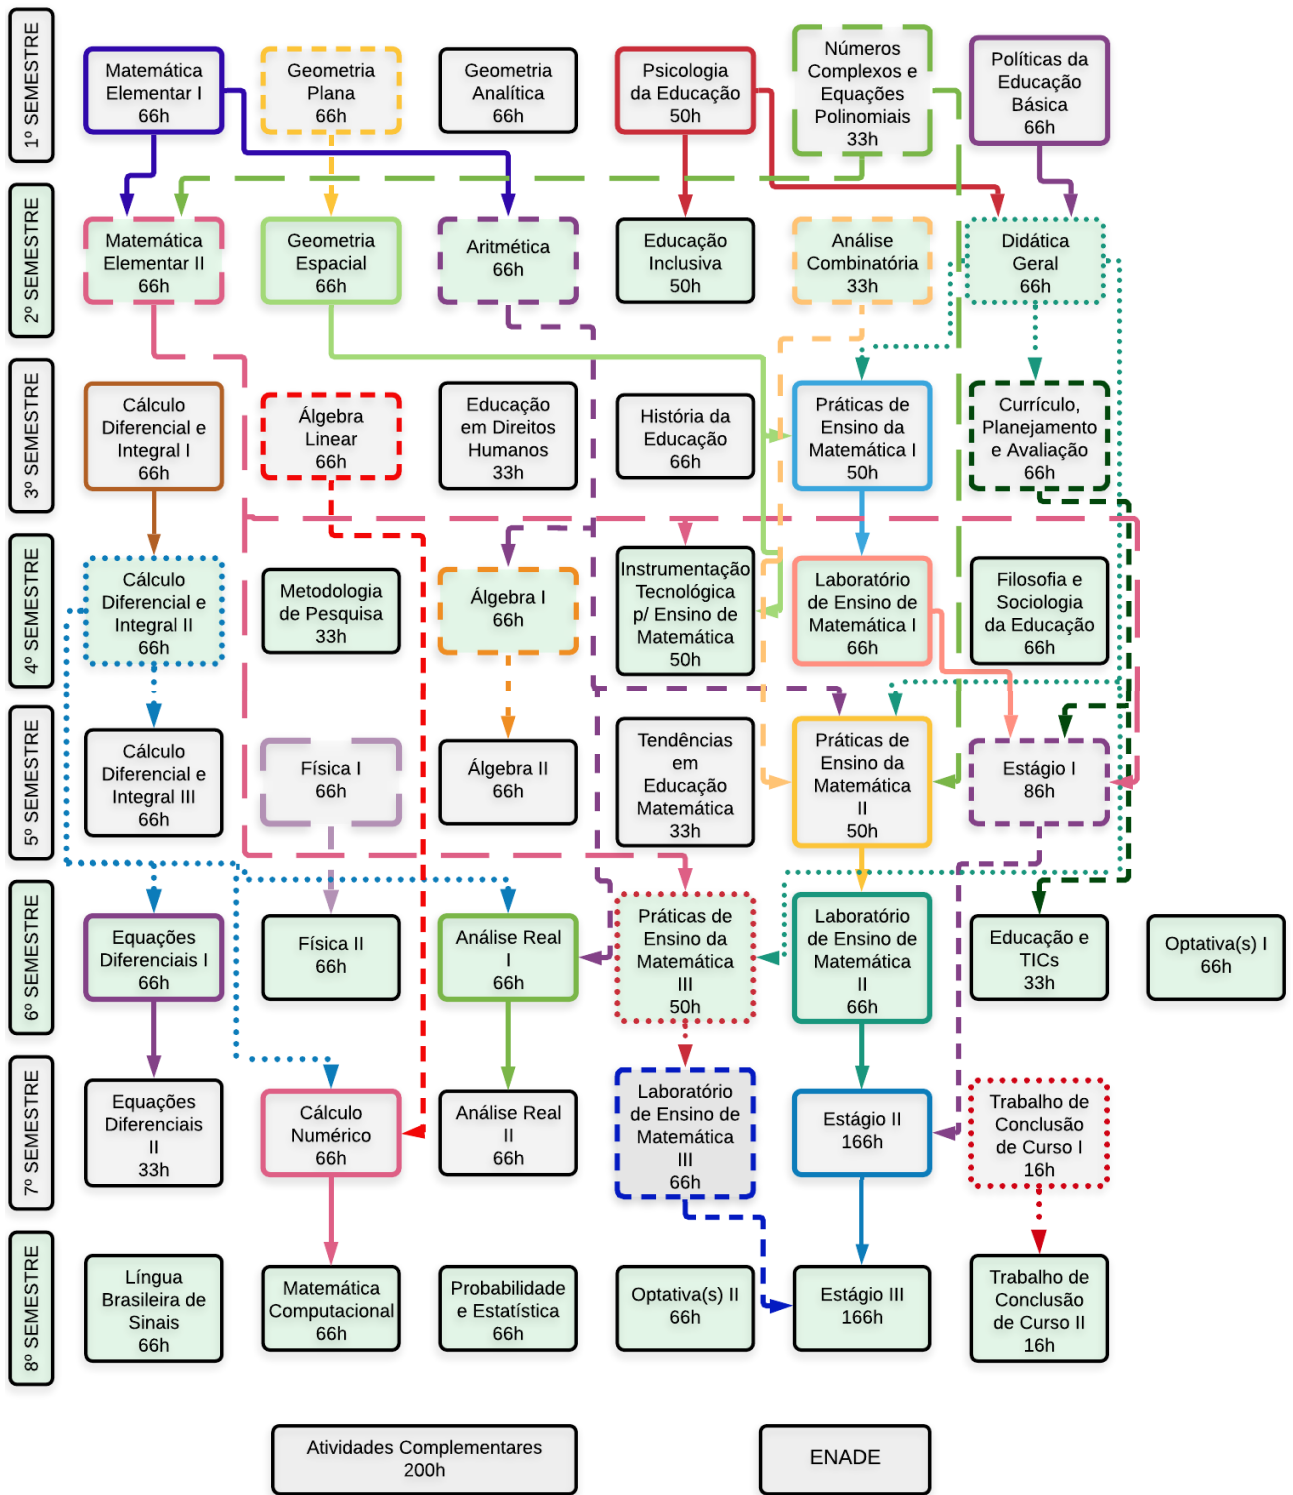 1º SEMESTRE
Matemática
Elementar I
66h
Geometria
Plana
66h
Geometria
Analítica
66h
Psicologia
da Educação
50h
Números
Complexos e
Equações
Polinomiais
33h
Políticas da
Educação
Básica
66h
2º SEMESTRE
Matemática
Elementar II
66h
Geometria
Espacial
66h
Aritmética
66h
Educação
Inclusiva
50h
Análise
Combinatória
33h
Didática
Geral
66h
3º SEMESTRE
Cálculo
Diferencial e
Integral I
66h
Álgebra
Linear
66h
Educação
em Direitos
Humanos
33h
História da
Educação
66h
Práticas de
Ensino da
Matemática I
50h
Currículo,
Planejamento
e Avaliação
66h
4º SEMESTRE
Cálculo
Diferencial e
Integral II
66h
Metodologia
de Pesquisa
33h
Álgebra I
66h
Instrumentação
Tecnológica
p/ Ensino de
Matemática
50h
Laboratório
de Ensino de
Matemática I
66h
Filosofia e
Sociologia
da Educação
66h
5º SEMESTRE
Cálculo
Diferencial e
Integral III
66h
Física I
66h
Álgebra II
66h
Tendências
em
Educação
Matemática
33h
Práticas de
Ensino da
Matemática
II
50h
Estágio I
86h
6º SEMESTRE
Equações
Diferenciais I
66h
Física II
66h
Análise Real
I
66h
Práticas de
Ensino da
Matemática
III
50h
Laboratório
de Ensino de
Matemática
II
66h
Educação e
TICs
33h
Optativa(s) I
66h
7º SEMESTRE
Equações
Diferenciais
II
33h
Cálculo
Numérico
66h
Análise Real
II
66h
Laboratório
de Ensino de
Matemática
III
66h
Estágio II
166h
Trabalho de
Conclusão
de Curso I
16h
8º SEMESTRE
Língua
Brasileira de
Sinais
66h
Matemática
Computacional
66h
Probabilidade
e Estatística
66h
Optativa(s) II
66h
Estágio III
166h
Trabalho de
Conclusão
de Curso II
16h
Atividades Complementares
200h
ENADE